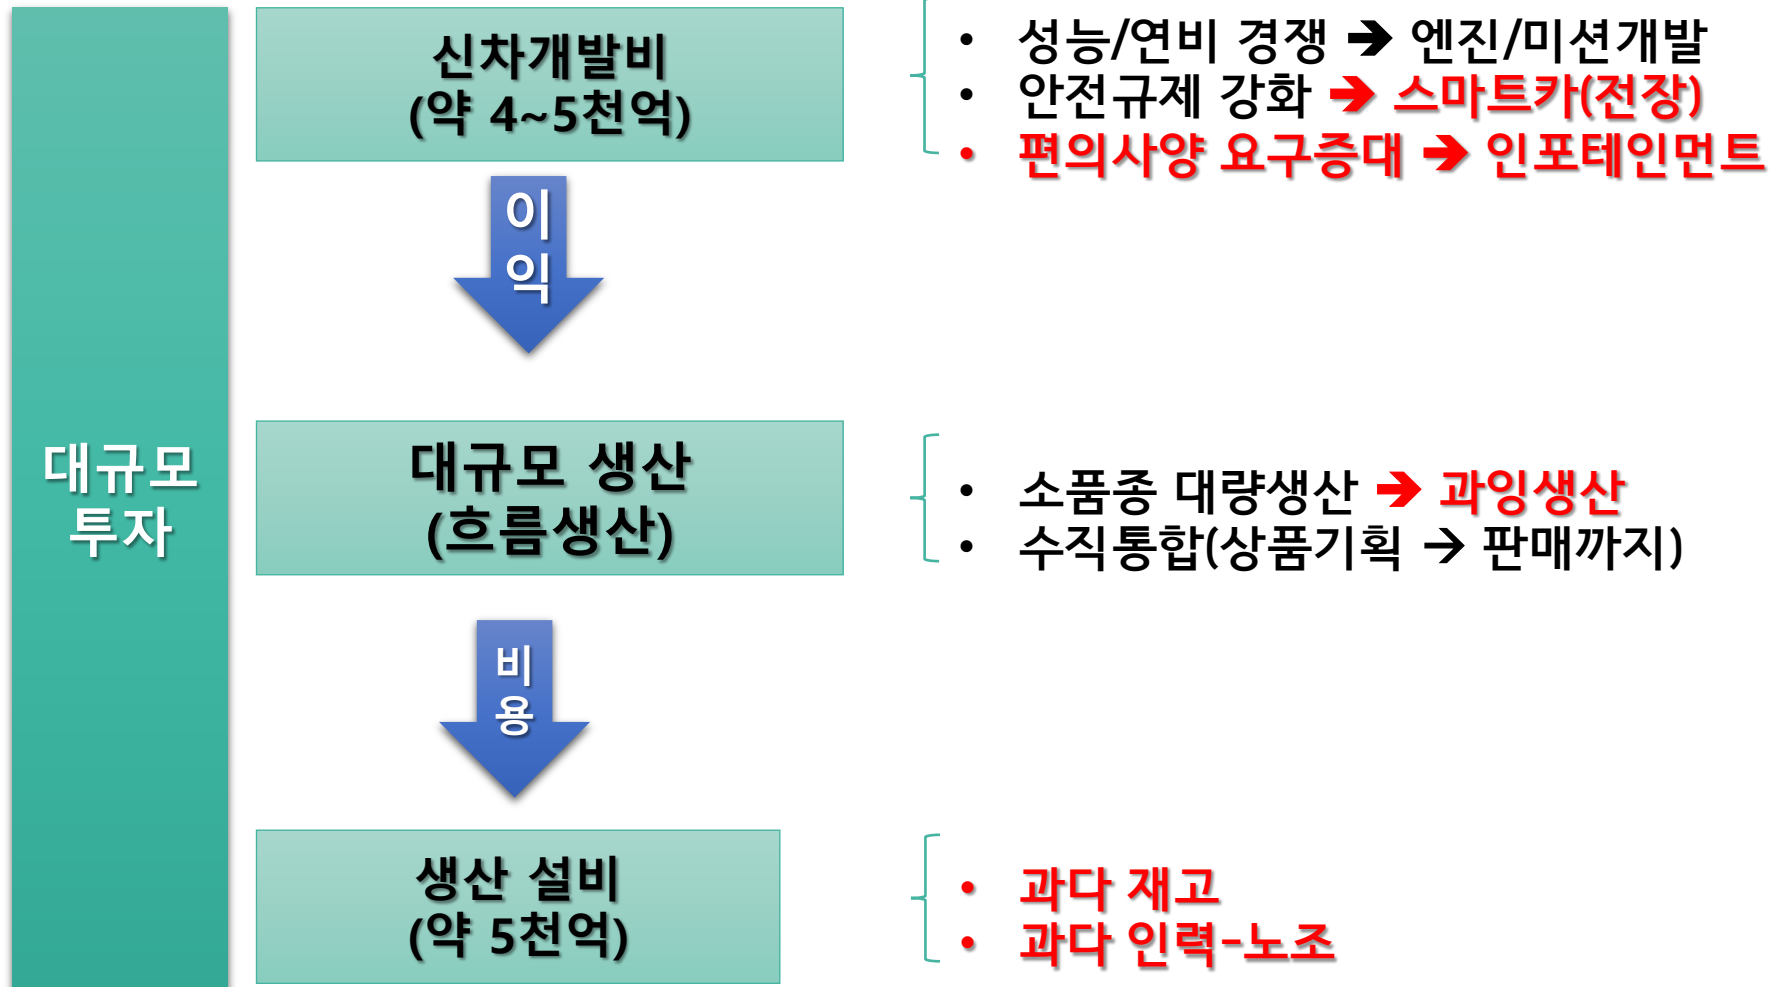 대규모
투자
신차개발비
(약 4~5천억)
• 성능/연비 경쟁 ➔ 엔진/미션개발
• 안전규제 강화 ➔ 스마트카(전장)
• 편의사양 요구증대 ➔ 인포테인먼트
이
익
대규모 생산
(흐름생산)
• 소품종 대량생산 ➔ 과잉생산
• 수직통합(상품기획 → 판매까지)
비
용
생산 설비
(약 5천억)
• 과다 재고
• 과다 인력-노조